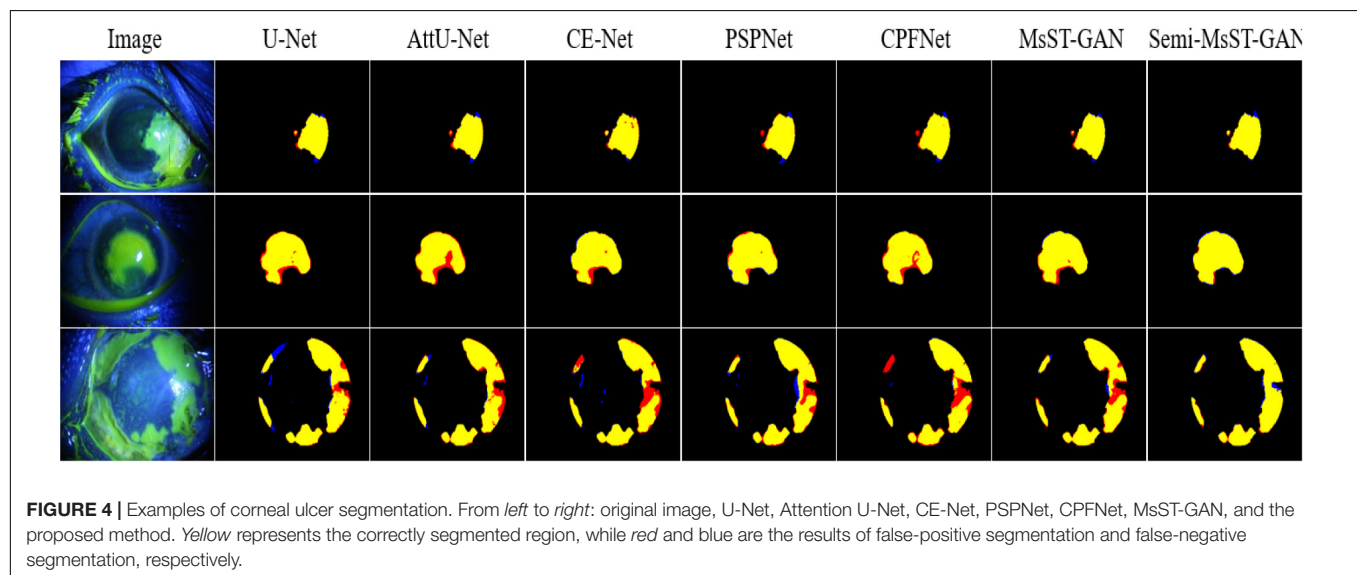 Image U-Net AttU-Net CE-Net PSPNet CPFNet MsST-GAN Semi-MsST-GAN
FIGURE 4 | Examples of corneal ulcer segmentation. From left to right: original image, U-Net, Attention U-Net, CE-Net, PSPNet, CPFNet, MsST-GAN, and the
proposed method. Yellow represents the correctly segmented region, while red and blue are the results of false-positive segmentation and false-negative
segmentation, respectively.